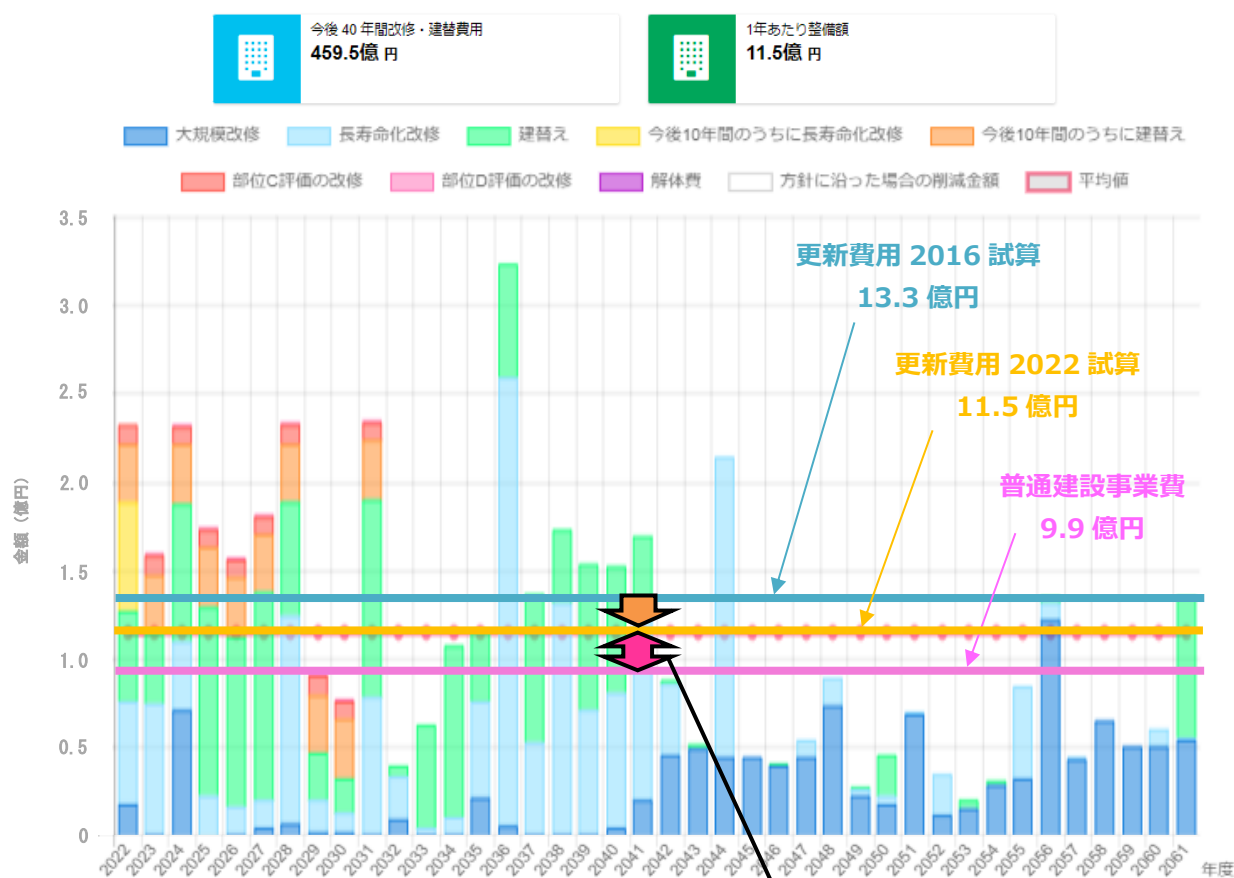 今後 40 年間改修・建替費用
459.5億 円
1年あたり整備額
11.5億 円
大規模改修
長寿命化改修
建替え
今後10年間のうちに長寿命化改修
今後10年間のうちに建替え
部位C評価の改修
部位D評価の改修
解体費
方針に沿った場合の削減金額
平均値
3.5
3.0
2.5
2.0
1.5
1.0
0.5
0
金額（億円）
更新費用 2016 試算
13.3 億円
更新費用 2022 試算
11.5 億円
普通建設事業費
9.9 億円
2022
2023
2024
2025
2026
2027
2028
2029
2030
2031
2032
2033
2034
2035
2036
2037
2038
2039
2040
2041
2042
2043
2044
2045
2046
2047
2048
2049
2050
2051
2052
2053
2054
2055
2056
2057
2058
2059
2060
2061
年度